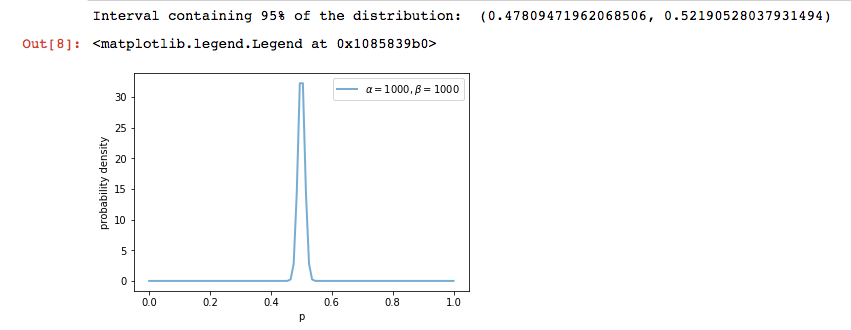 Interval containing 95% of the distribution:  (0.47809471962068506, 0.52190528037931494)
Out[8]: <matplotlib.legend.Legend at 0x1085839b0>
α = 1000, β = 1000
30
25
20
15
10
5
0
probability density
0.0 0.2 0.4 0.6 0.8 1.0
p